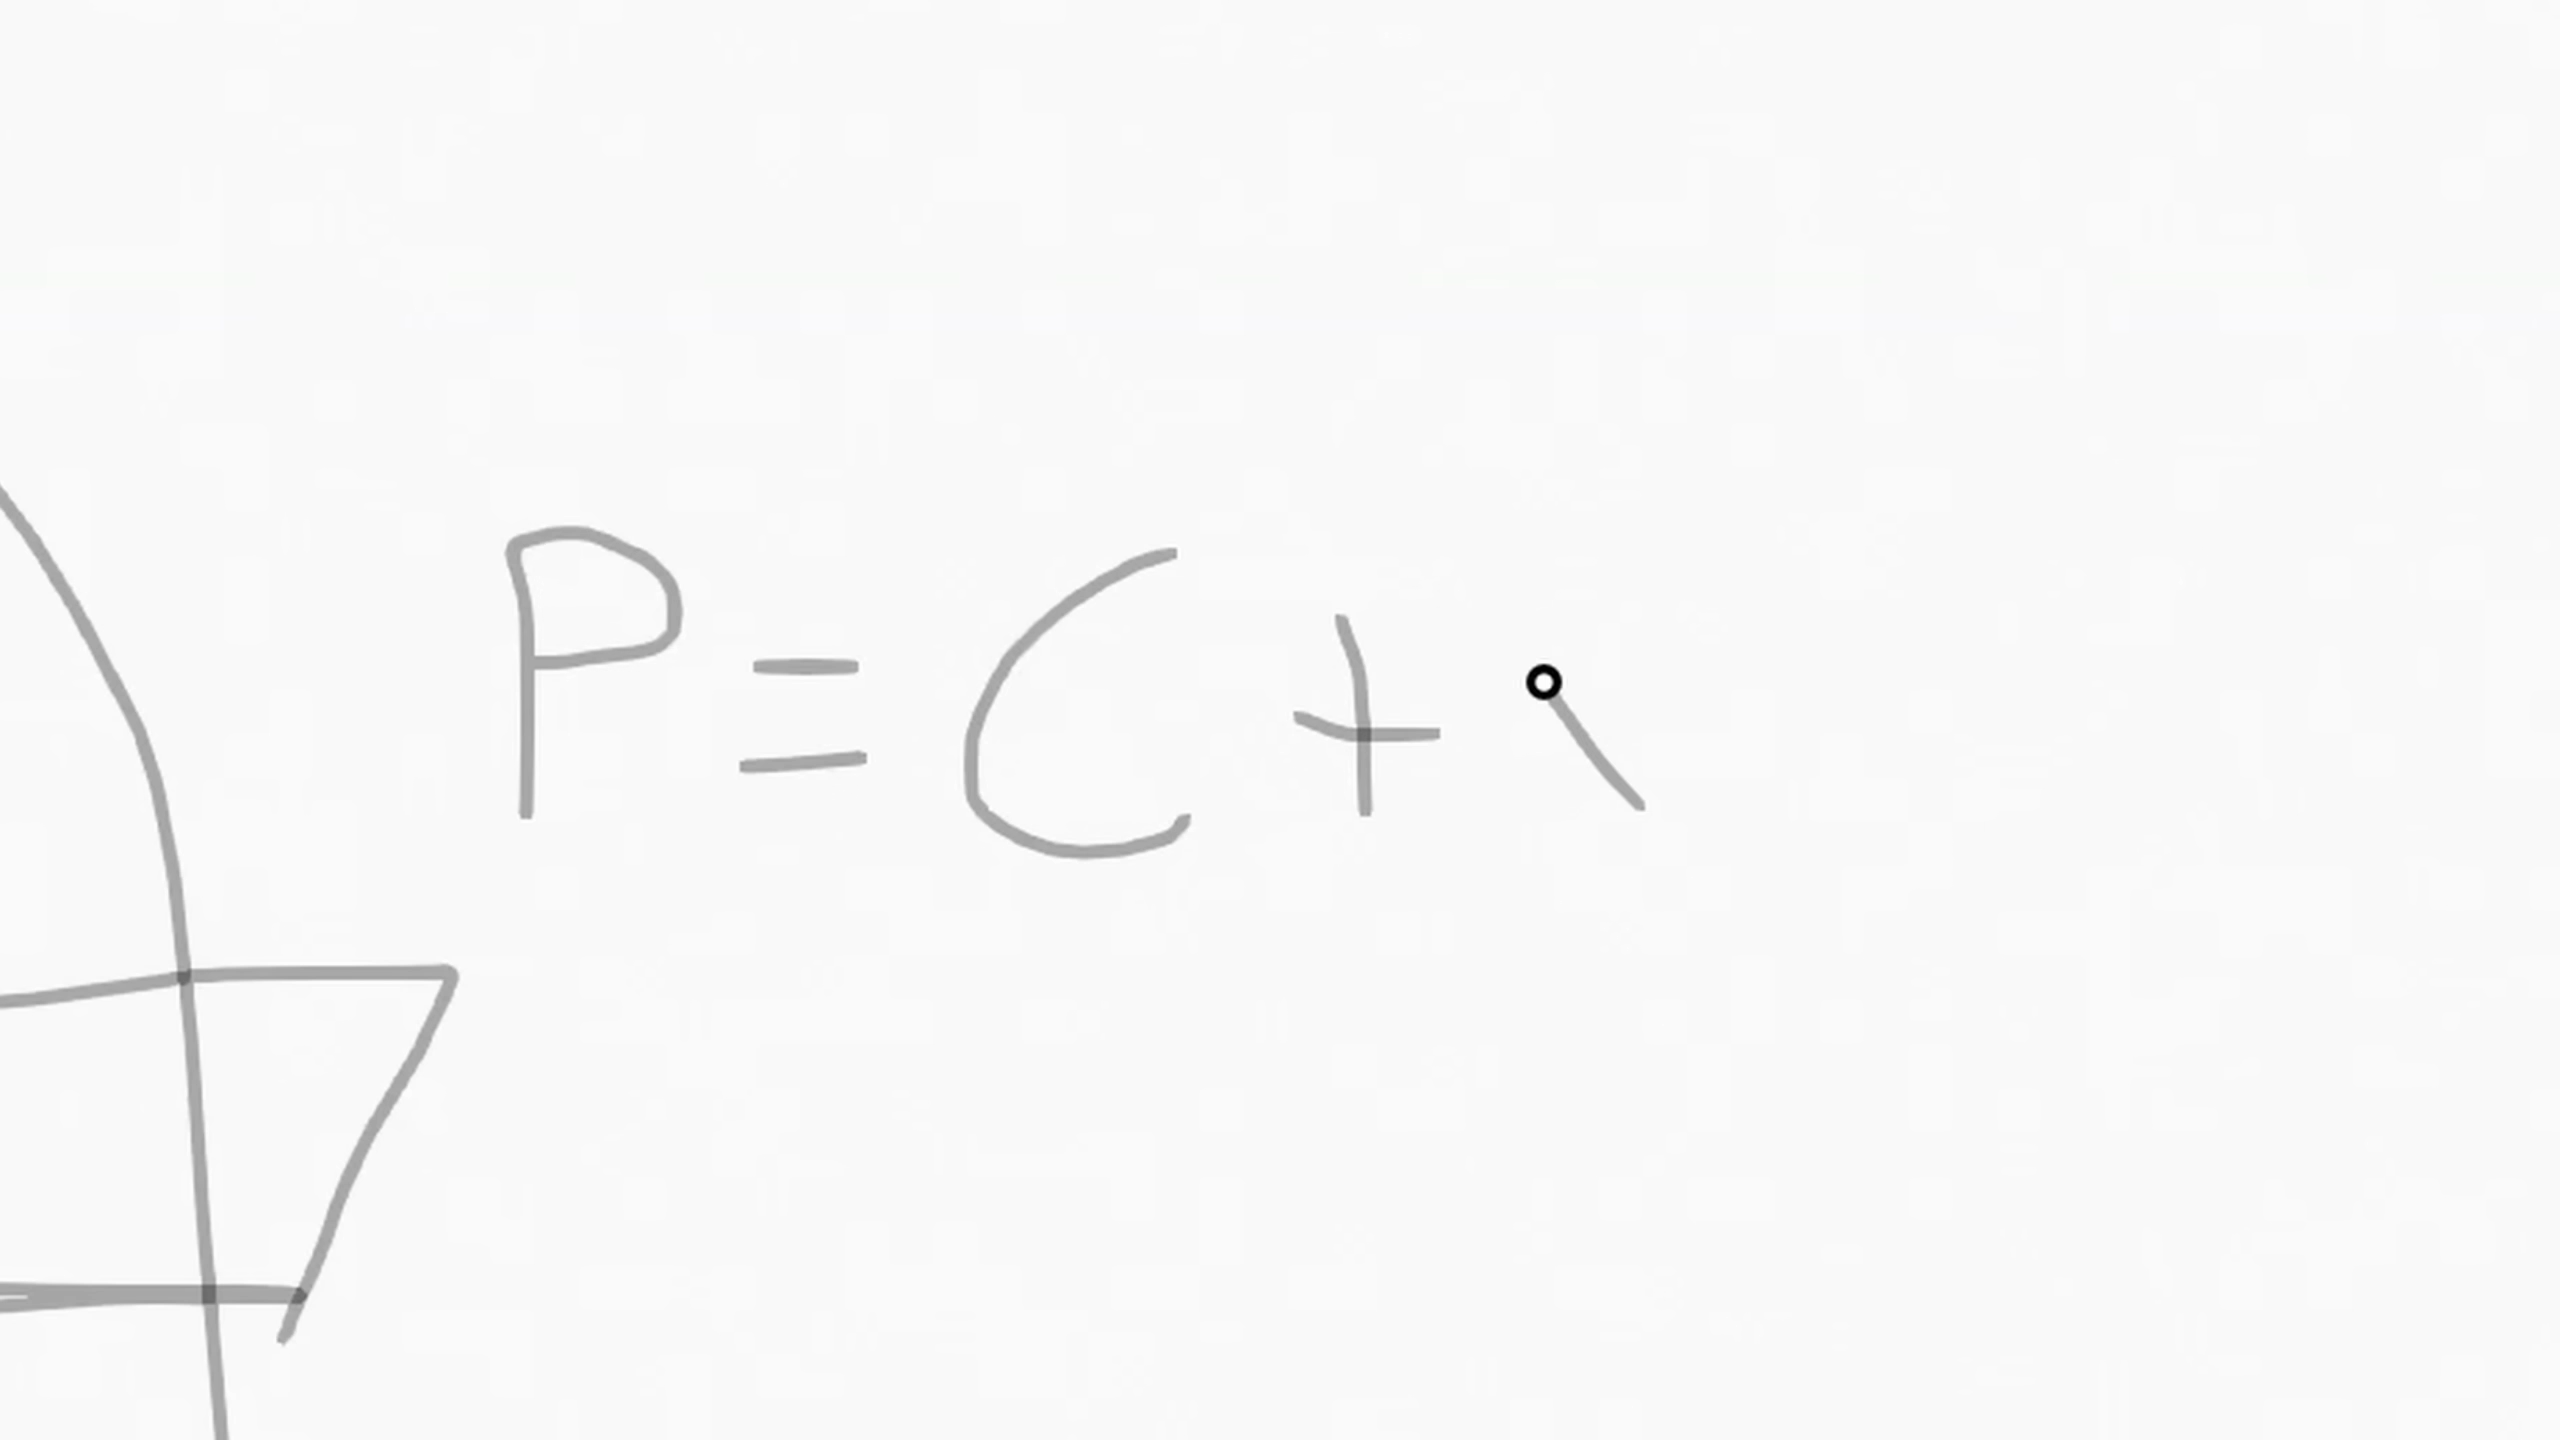 P = C +